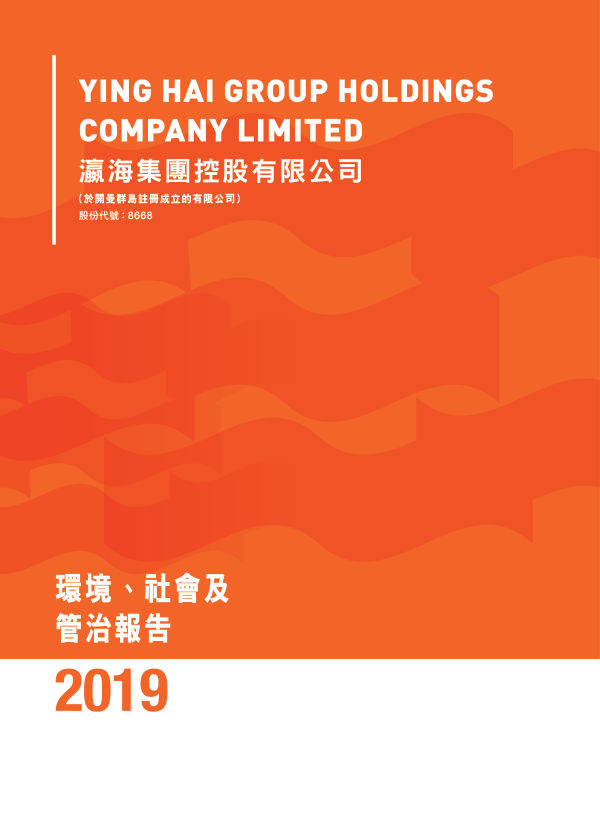 YING HAI GROUP HOLDINGS
COMPANY LIMITED
瀛海集團控股有限公司
(於開曼群島註冊成立的有限公司)
股份代號：8668
環境、社會及
管治報告
2019